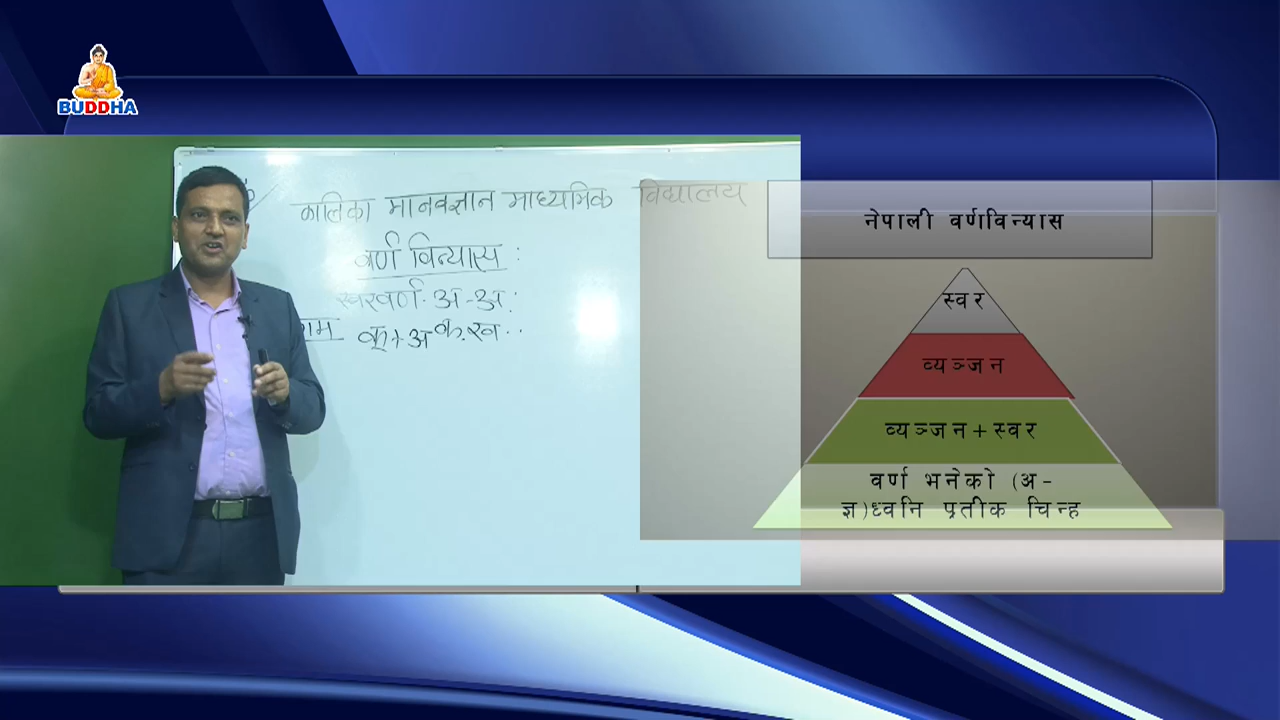 BUDDHA
कालिका मानवज्ञान माध्यमिक विद्यालय
वर्ण विन्यास :
स्वरवर्ण- अ-अः
क्+अ क.ख..
नेपाली वर्णविन्यास
स्वर
व्यञ्जन
व्यञ्जन+स्वर
वर्ण भनेको (अ-
ज्ञ)ध्वनि प्रतीक चिन्ह